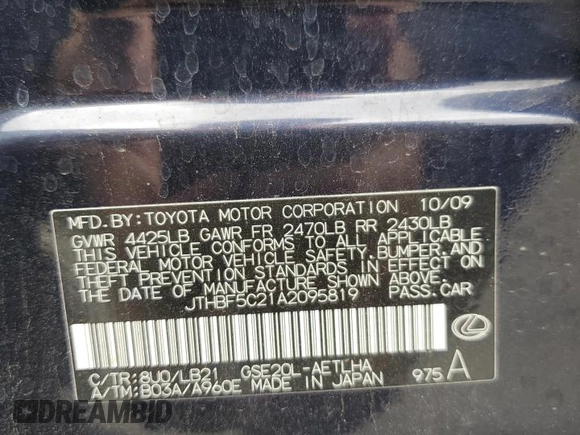 MFD.BY:TOYOTA MOTOR CORPORATION 10/09
GVWR 4425LB GAWR FR 2470LB RR 2430LB
THIS VEHICLE CONFORMS TO ALL APPLICABLE
FEDERAL MOTOR VEHICLE SAFETY,BUMPER,AND
THEFT PREVENTION STANDARDS IN EFFECT ON
THE DATE OF MANUFACTURE SHOWN ABOVE
JTHBF5C21A2095819 PASS.CAR
C/TR:8U0/LB21 GSE20L-AETLHA
A/TM:B03A/A960E MADE IN JAPAN 975 A
DREAMBID